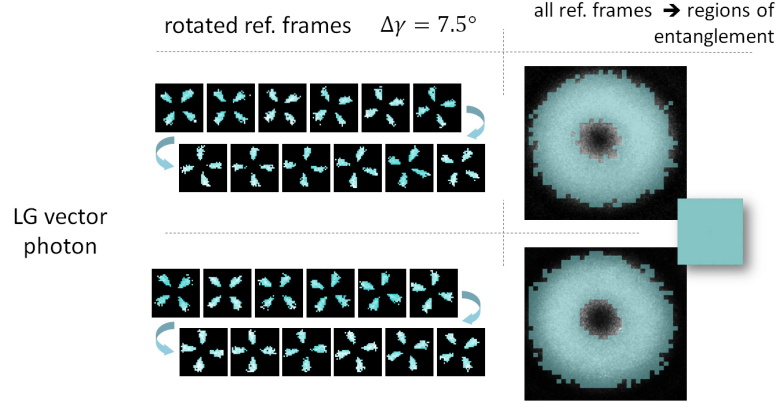 rotated ref. frames Δγ = 7.5°
all ref. frames ➔ regions of
entanglement
LG vector
photon